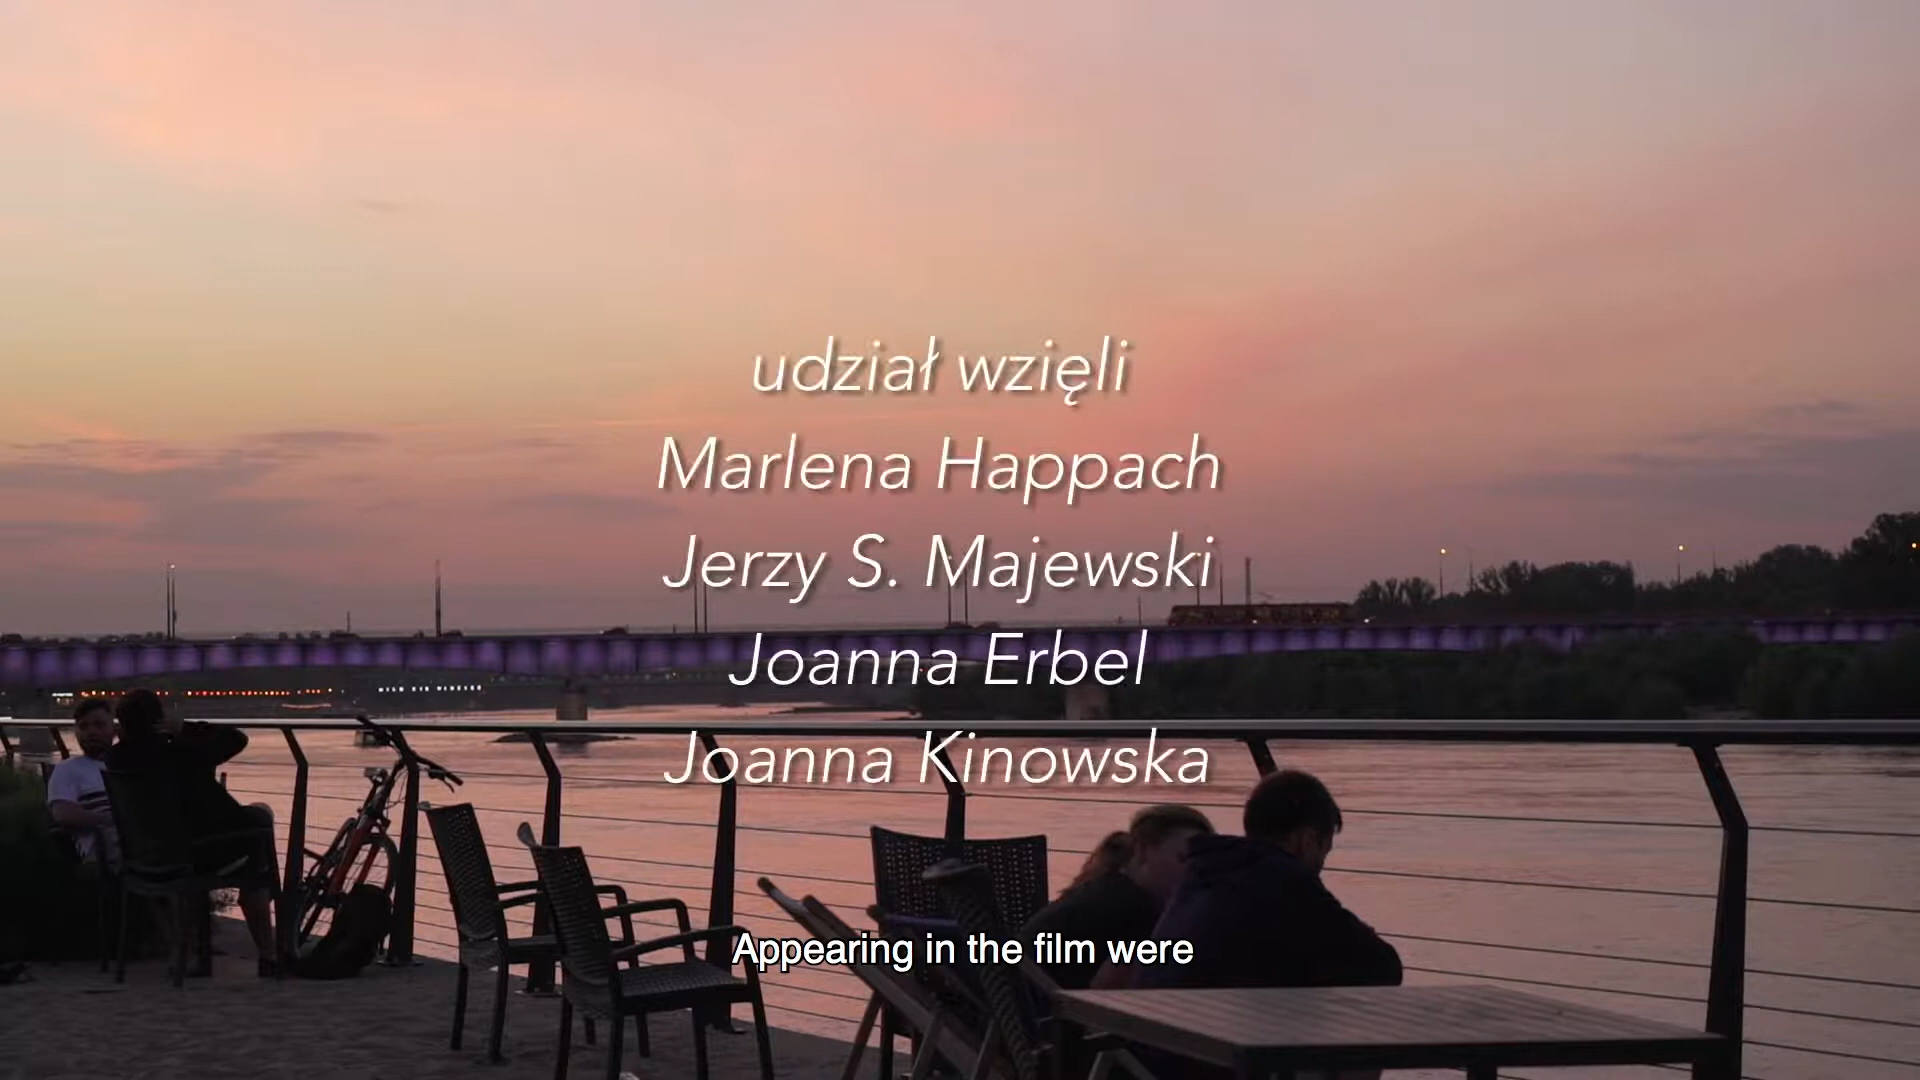 udział wzięli
Marlena Happach
Jerzy S. Majewski
Joanna Erbel
Joanna Kinowska
Appearing in the film were